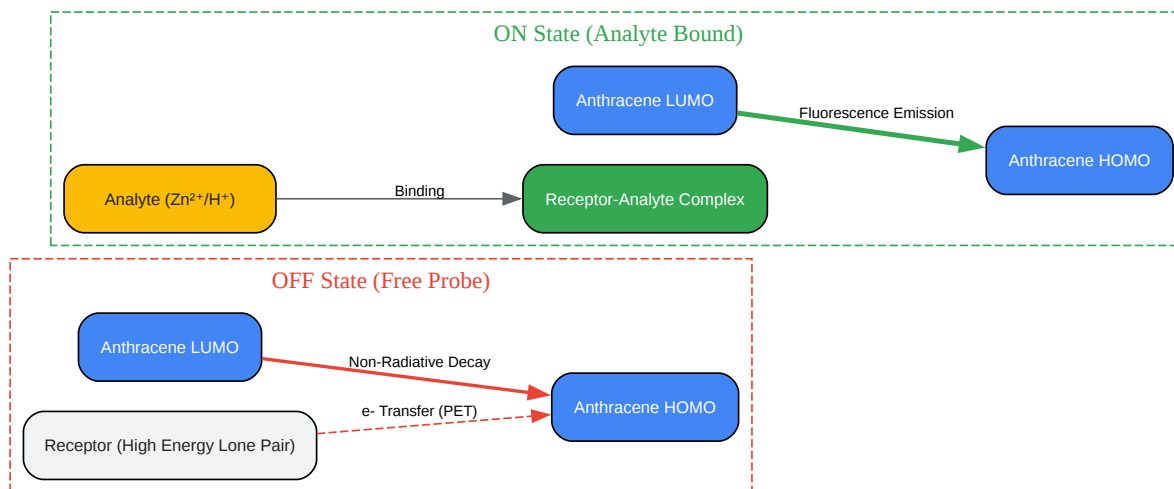 ON State (Analyte Bound)
Anthracene LUMO
Fluorescence Emission
Anthracene HOMO
Analyte (Zn²⁺/H⁺)
Binding
Receptor-Analyte Complex
OFF State (Free Probe)
Anthracene LUMO
Non-Radiative Decay
Anthracene HOMO
e- Transfer (PET)
Receptor (High Energy Lone Pair)